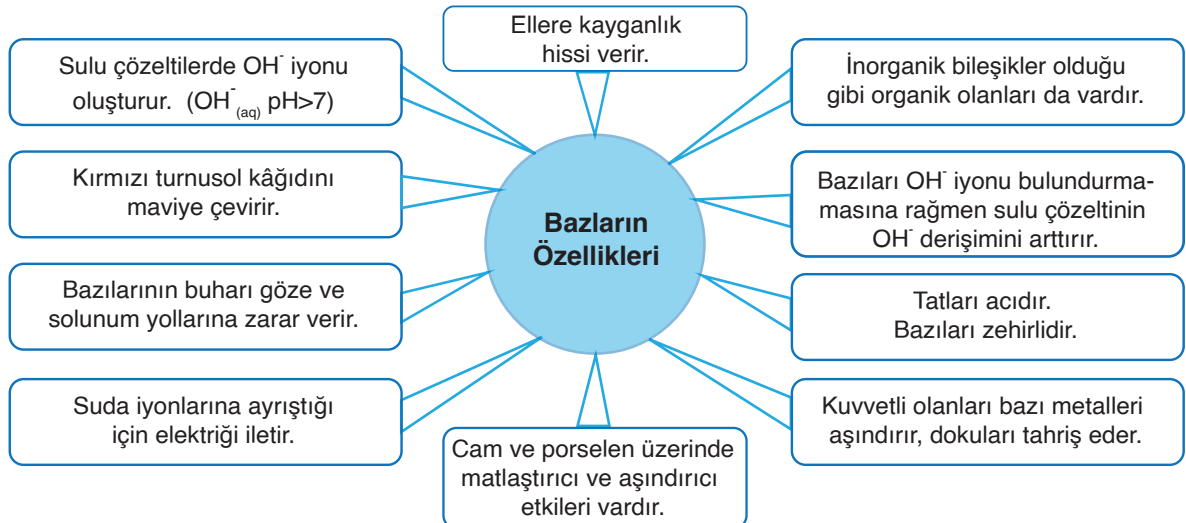 Ellere kayganlık
hissi verir.
Sulu çözeltilerde OH⁻ iyonu
oluşturur. (OH⁻(aq) pH>7)
İnorganik bileşikler olduğu
gibi organik olanları da vardır.
Kırmızı turnusol kâğıdını
maviye çevirir.
Bazıları OH⁻ iyonu bulundurma-
masına rağmen sulu çözeltinin
OH⁻ derişimini arttırır.
Bazların
Özellikleri
Bazılarının buharı göze ve
solunum yollarına zarar verir.
Tatları acıdır.
Bazıları zehirlidir.
Suda iyonlarına ayrıştığı
için elektriği iletir.
Kuvvetli olanları bazı metalleri
aşındırır, dokuları tahriş eder.
Cam ve porselen üzerinde
matlaştırıcı ve aşındırıcı
etkileri vardır.